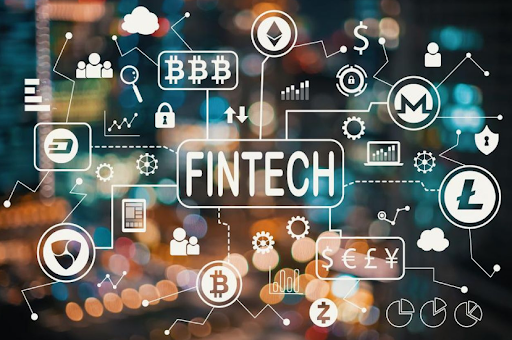 $
₿₿₿
FINTECH
$ € £ ¥